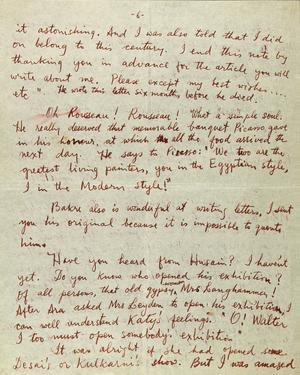 -6-
it astonishing. And I was also told that I did
on belong to this century. I end this note by
thanking you in advance for the article you will
write about me. Please except my best wishes....
etc". He wrote this letter six months before he died.
Oh Rousseau! Rousseau! What a simple soul.
He really deserved that memorable banquet Picasso gave
in his honour, at which all the food arrived the
next day. He says to Picasso: "We two are the
greatest living painters, you in the Egyptian style,
I in the Modern style!"
Bakre also is wonderful at writing letters, I sent
you his original because it is impossible to quote
him.
Have you heard from Husain? I havent
yet. Do you know who opened his exhibition?
Of all persons, that old gypsy Mrs Langhammer!
After Ara asked Mrs Leyden to open his exhibition, I
can well understand Katy's feelings. "O! Walter
I too must open somebody. exhibition"
It was alright if she had opened some
Desai's or Kulkarni's show. But I was amazed